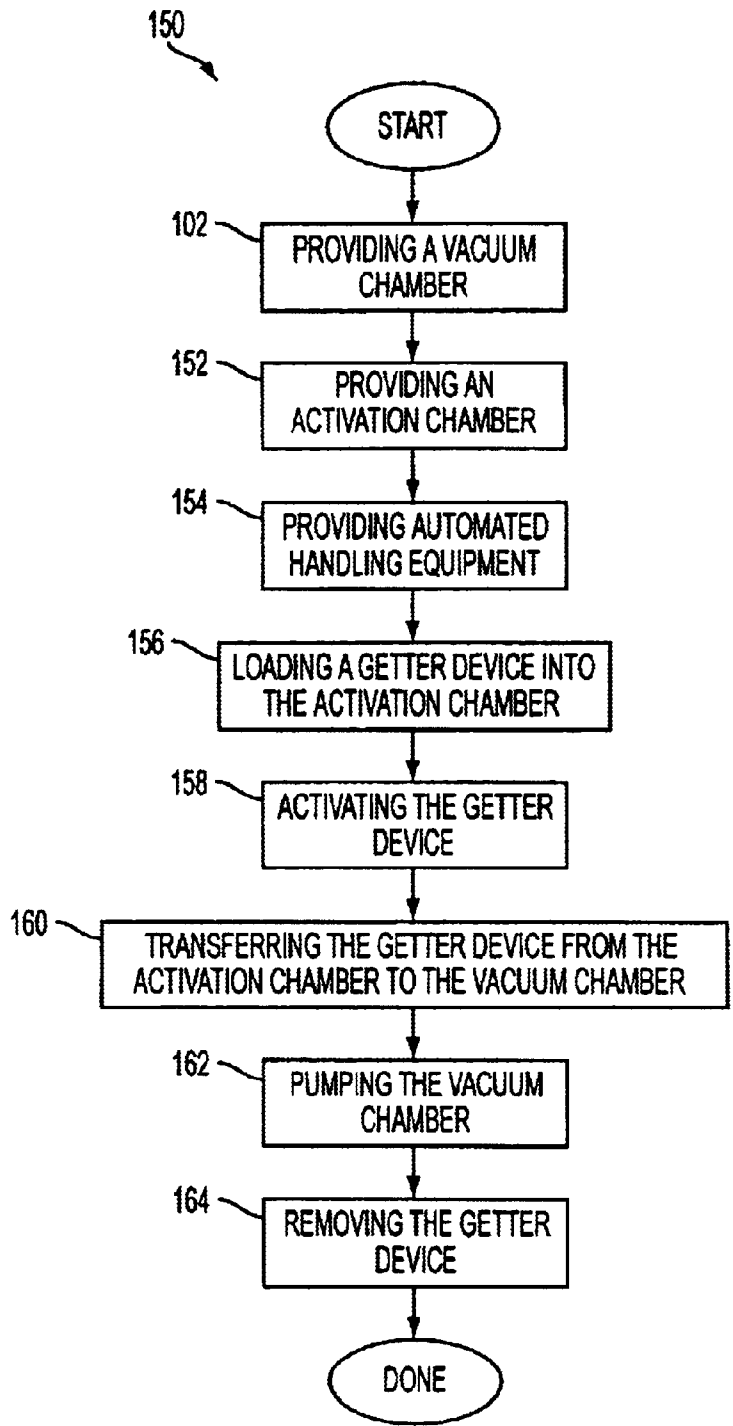 150
START
102
PROVIDING A VACUUM
CHAMBER
152
PROVIDING AN
ACTIVATION CHAMBER
154
PROVIDING AUTOMATED
HANDLING EQUIPMENT
156
LOADING A GETTER DEVICE INTO
THE ACTIVATION CHAMBER
158
ACTIVATING THE GETTER
DEVICE
160
TRANSFERRING THE GETTER DEVICE FROM THE
ACTIVATION CHAMBER TO THE VACUUM CHAMBER
162
PUMPING THE VACUUM
CHAMBER
164
REMOVING THE GETTER
DEVICE
DONE